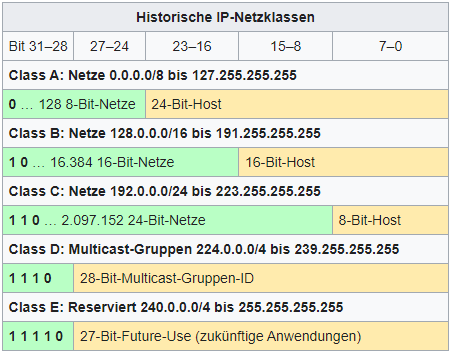 Historische IP-Netzklassen
Bit 31–28 27–24 23–16 15–8 7–0
Class A: Netze 0.0.0.0/8 bis 127.255.255.255
0 … 128 8-Bit-Netze 24-Bit-Host
Class B: Netze 128.0.0.0/16 bis 191.255.255.255
1 0 … 16.384 16-Bit-Netze 16-Bit-Host
Class C: Netze 192.0.0.0/24 bis 223.255.255.255
1 1 0 … 2.097.152 24-Bit-Netze 8-Bit-Host
Class D: Multicast-Gruppen 224.0.0.0/4 bis 239.255.255.255
1 1 1 0 28-Bit-Multicast-Gruppen-ID
Class E: Reserviert 240.0.0.0/4 bis 255.255.255.255
1 1 1 1 0 27-Bit-Future-Use (zukünftige Anwendungen)